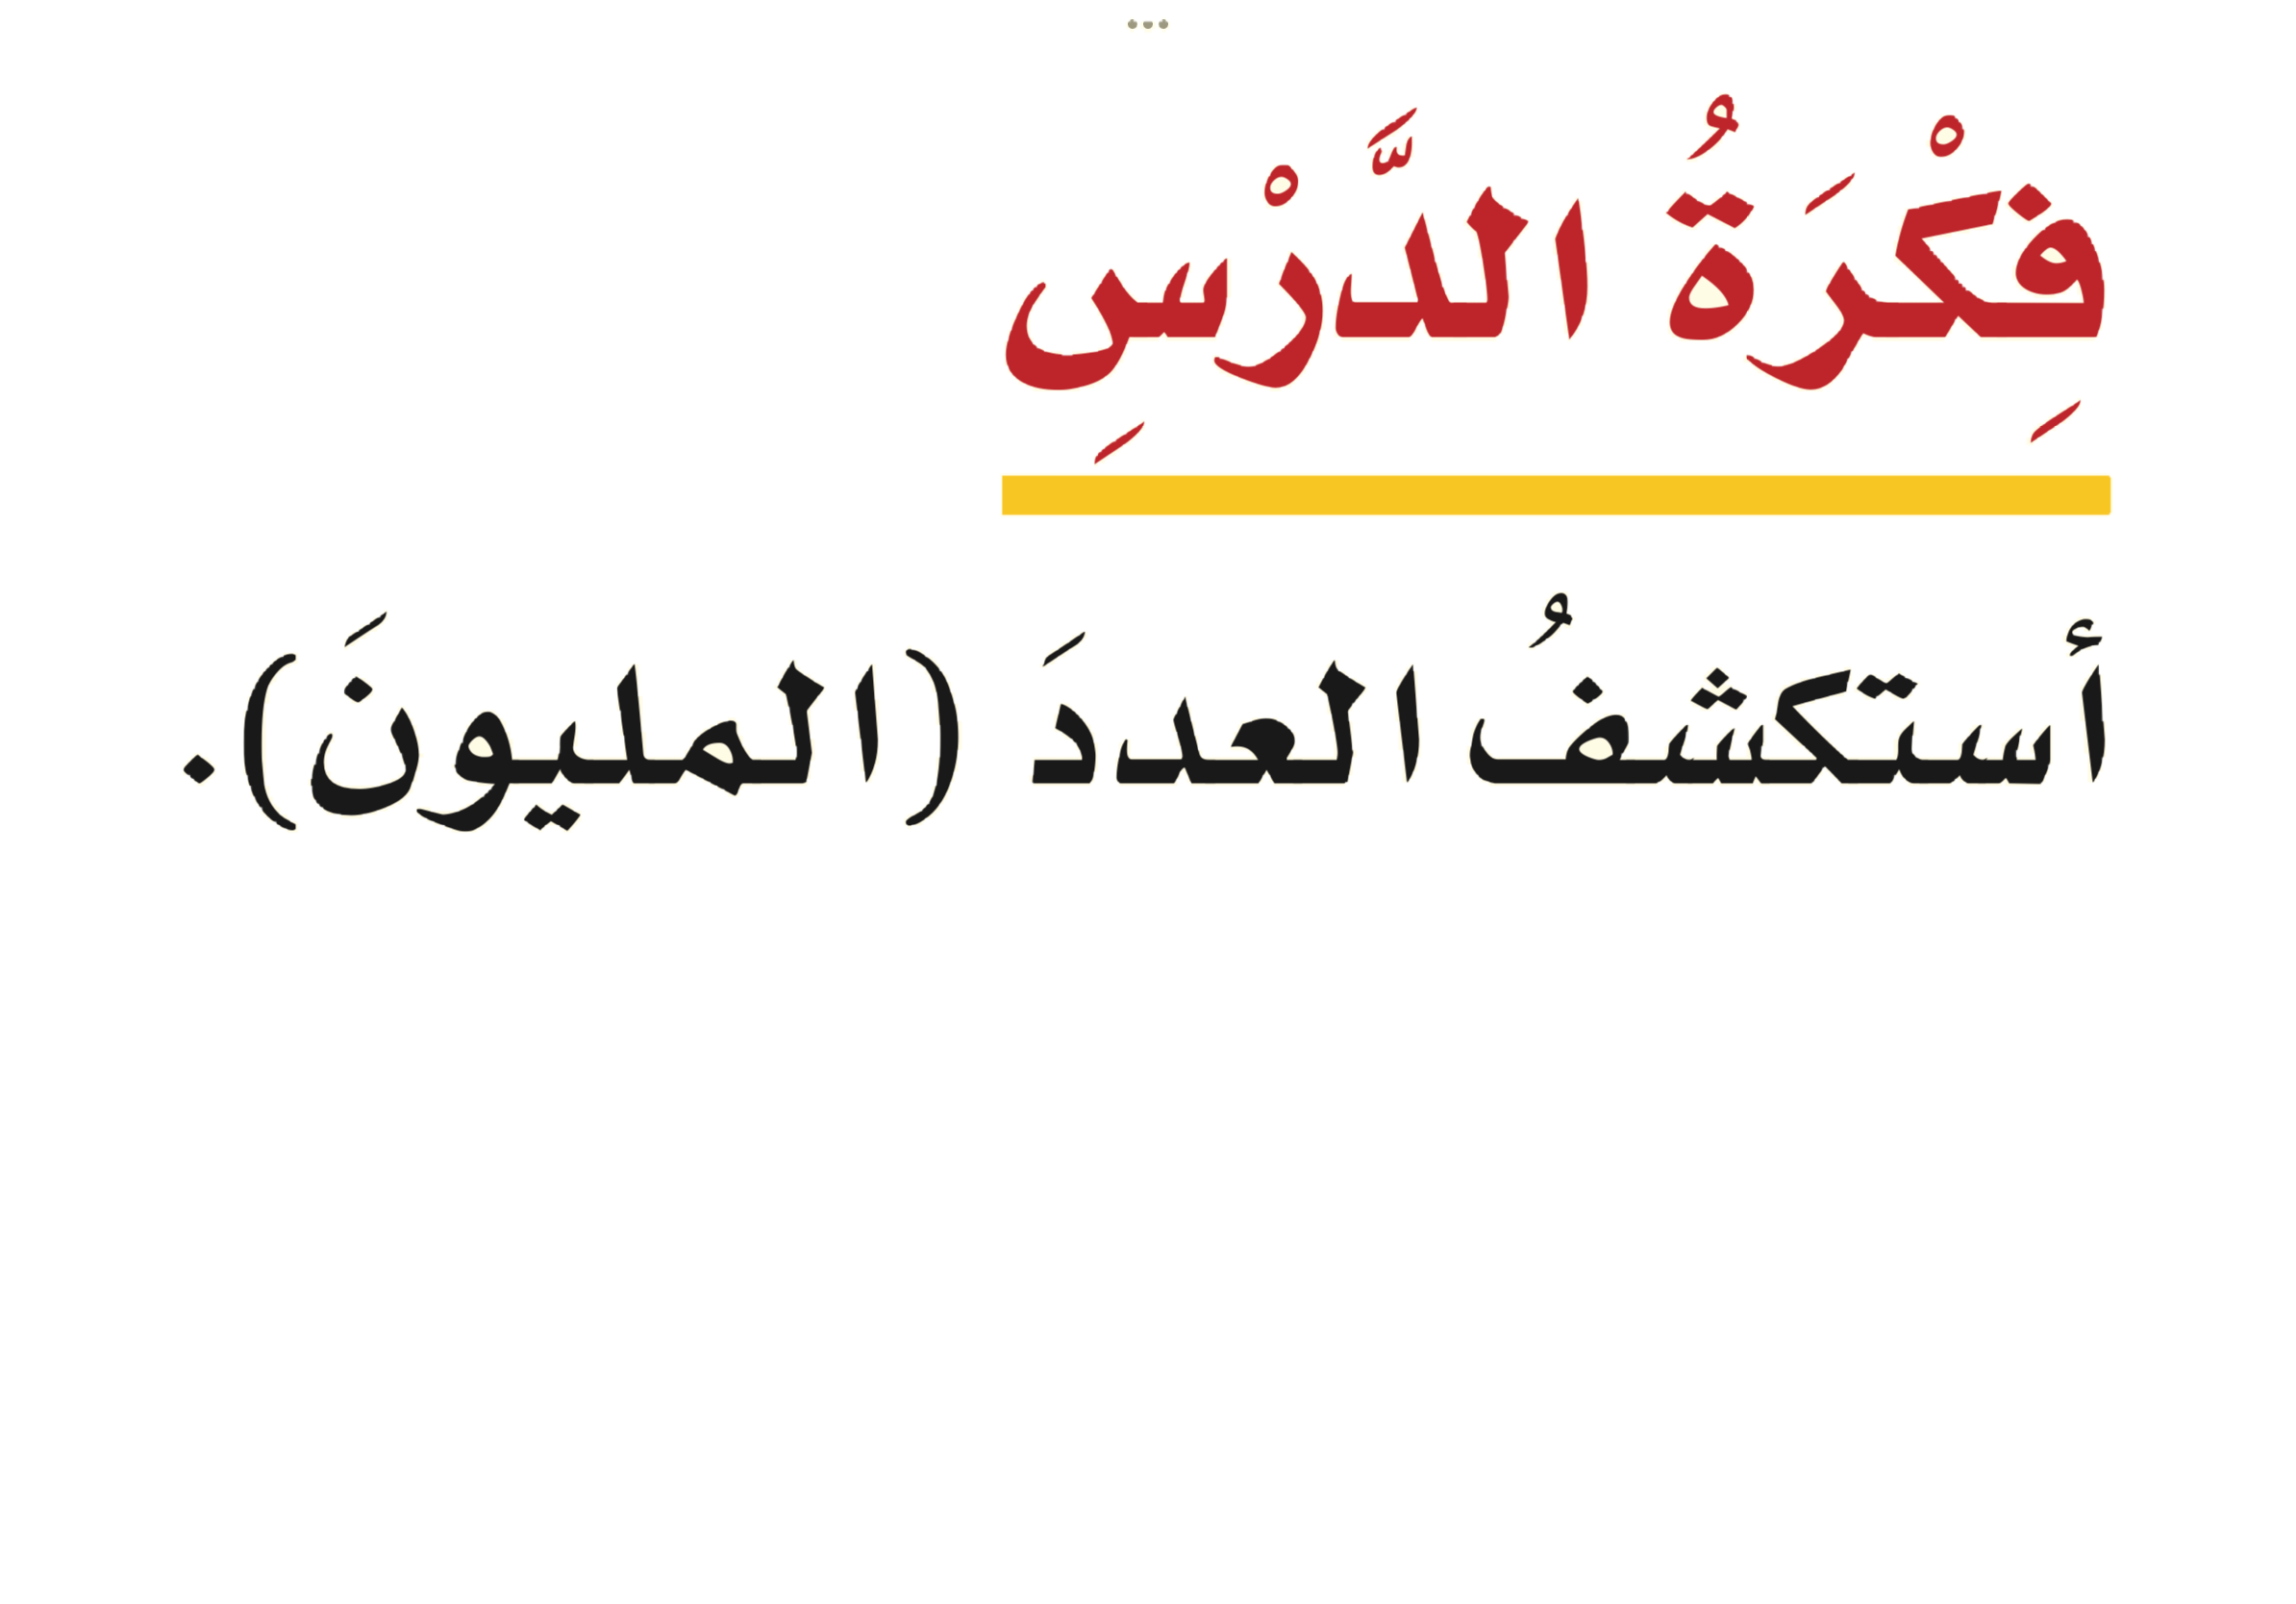 فِكْرَةُ الدَّرْسِ
أستكشفُ العددَ (المليونَ).